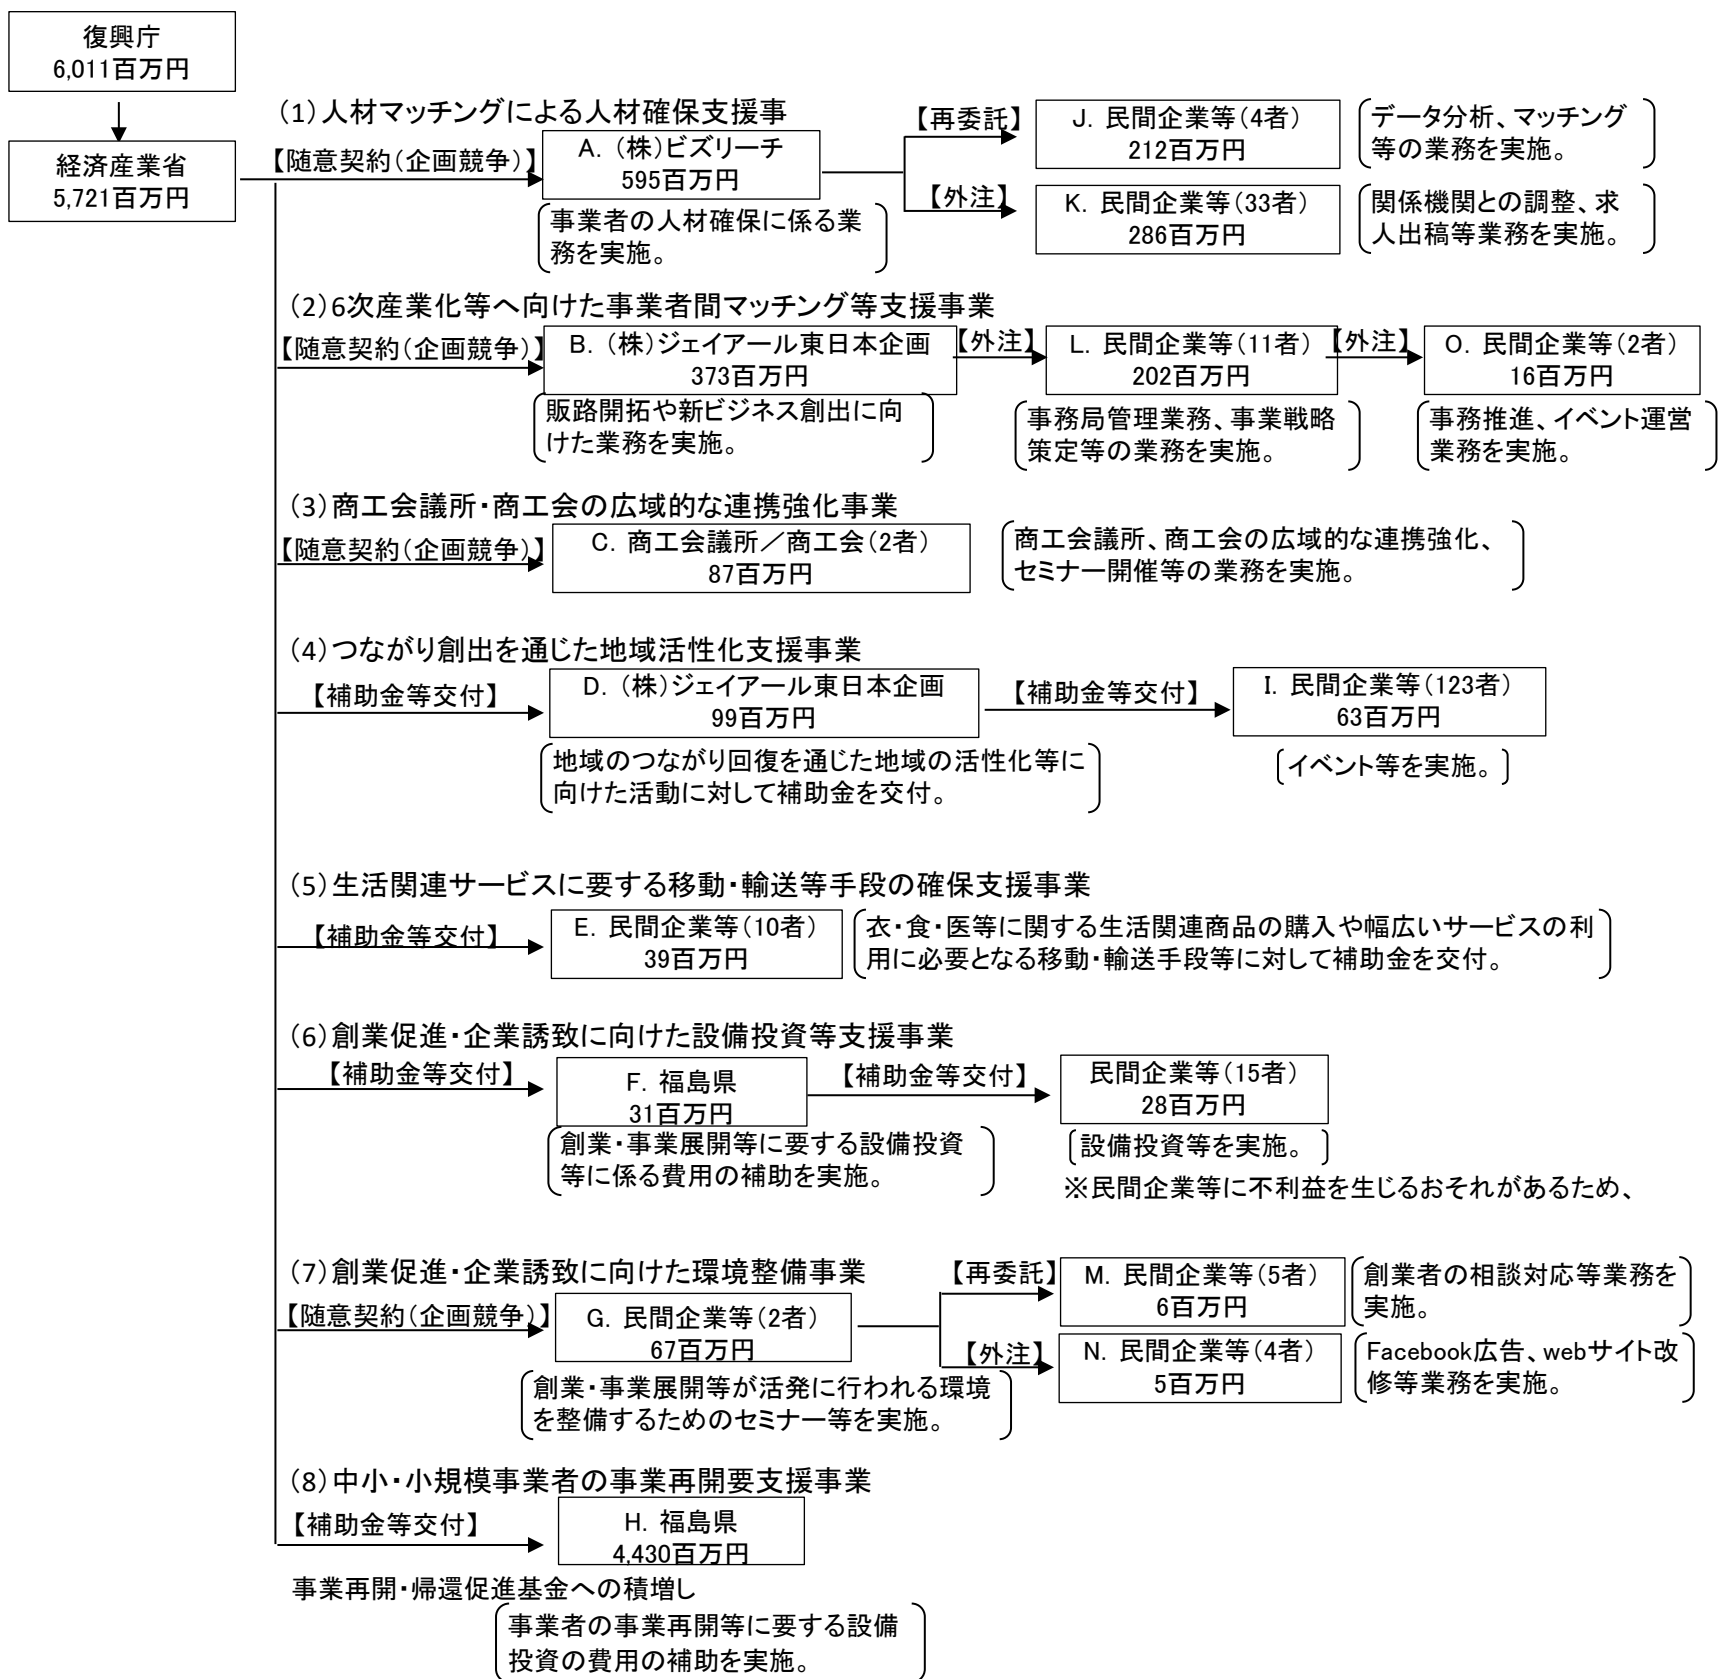 復興庁
6,011百万円
経済産業省
5,721百万円
(1)人材マッチングによる人材確保支援事
【随意契約(企画競争)】
A. (株)ビズリーチ
595百万円
事業者の人材確保に係る業
務を実施。
【再委託】
J. 民間企業等(4者)
212百万円
データ分析、マッチング
等の業務を実施。
【外注】
K. 民間企業等(33者)
286百万円
関係機関との調整、求
人出稿等業務を実施。
(2)6次産業化等へ向けた事業者間マッチング等支援事業
【随意契約(企画競争)】
B. (株)ジェイアール東日本企画
373百万円
販路開拓や新ビジネス創出に向
けた業務を実施。
【外注】
L. 民間企業等(11者)
202百万円
事務局管理業務、事業戦略
策定等の業務を実施。
【外注】
O. 民間企業等(2者)
16百万円
事務推進、イベント運営
業務を実施。
(3)商工会議所・商工会の広域的な連携強化事業
【随意契約(企画競争)】
C. 商工会議所/商工会(2者)
87百万円
商工会議所、商工会の広域的な連携強化、
セミナー開催等の業務を実施。
(4)つながり創出を通じた地域活性化支援事業
【補助金等交付】
D. (株)ジェイアール東日本企画
99百万円
地域のつながり回復を通じた地域の活性化等に
向けた活動に対して補助金を交付。
【補助金等交付】
I. 民間企業等(123者)
63百万円
イベント等を実施。
(5)生活関連サービスに要する移動・輸送等手段の確保支援事業
【補助金等交付】
E. 民間企業等(10者)
39百万円
衣・食・医等に関する生活関連商品の購入や幅広いサービスの利
用に必要となる移動・輸送手段等に対して補助金を交付。
(6)創業促進・企業誘致に向けた設備投資等支援事業
【補助金等交付】
F. 福島県
31百万円
創業・事業展開等に要する設備投資
等に係る費用の補助を実施。
【補助金等交付】
民間企業等(15者)
28百万円
設備投資等を実施。
※民間企業等に不利益を生じるおそれがあるため、
(7)創業促進・企業誘致に向けた環境整備事業
【随意契約(企画競争)】
G. 民間企業等(2者)
67百万円
創業・事業展開等が活発に行われる環境
を整備するためのセミナー等を実施。
【再委託】
M. 民間企業等(5者)
6百万円
創業者の相談対応等業務を
実施。
【外注】
N. 民間企業等(4者)
5百万円
Facebook広告、webサイト改
修等業務を実施。
(8)中小・小規模事業者の事業再開要支援事業
【補助金等交付】
H. 福島県
4,430百万円
事業再開・帰還促進基金への積増し
事業者の事業再開等に要する設備
投資の費用の補助を実施。